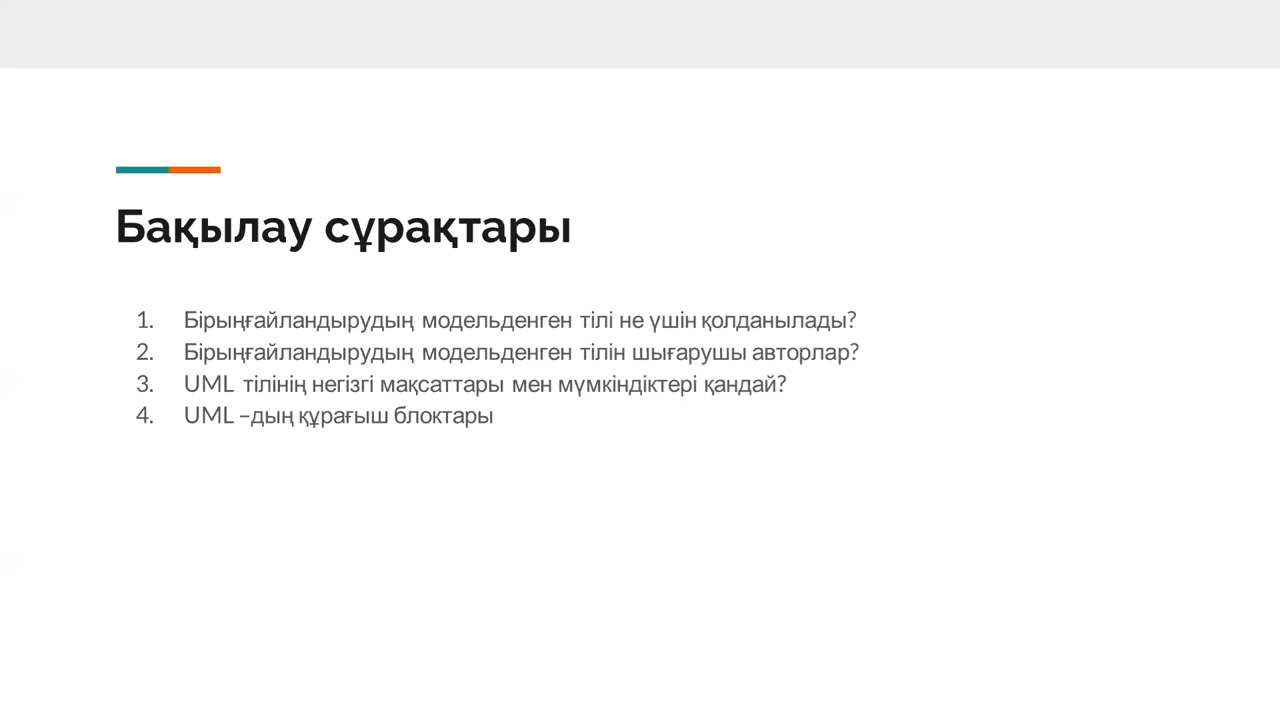 Бақылау сұрақтары
1. Бірыңғайландырудың модельденген тілі не үшін қолданылады?
2. Бірыңғайландырудың модельденген тілін шығарушы авторлар?
3. UML тілінің негізгі мақсаттары мен мүмкіндіктері қандай?
4. UML –дың құрағыш блоктары